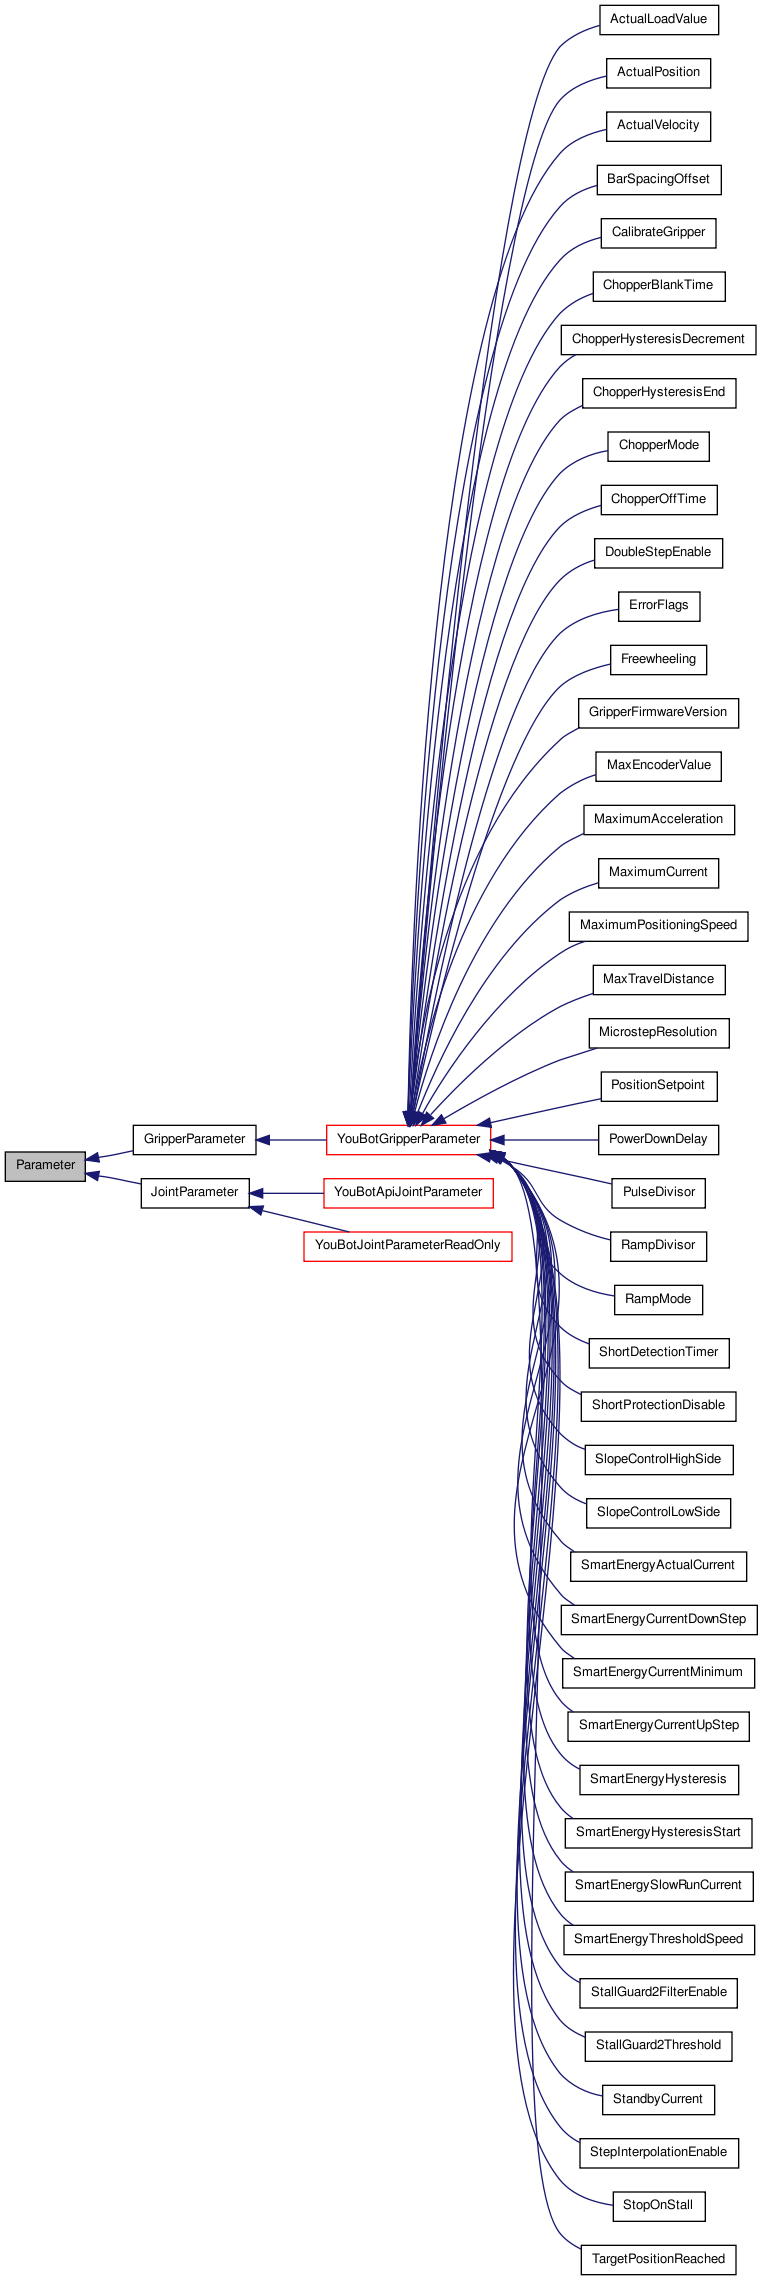 ActualLoadValue
ActualPosition
ActualVelocity
BarSpacingOffset
CalibrateGripper
ChopperBlankTime
ChopperHysteresisDecrement
ChopperHysteresisEnd
ChopperMode
ChopperOffTime
DoubleStepEnable
ErrorFlags
Freewheeling
GripperFirmwareVersion
MaxEncoderValue
MaximumAcceleration
MaximumCurrent
MaximumPositioningSpeed
MaxTravelDistance
MicrostepResolution
PositionSetpoint
GripperParameter
YouBotGripperParameter
PowerDownDelay
Parameter
JointParameter
YouBotApiJointParameter
PulseDivisor
YouBotJointParameterReadOnly
RampDivisor
RampMode
ShortDetectionTimer
ShortProtectionDisable
SlopeControlHighSide
SlopeControlLowSide
SmartEnergyActualCurrent
SmartEnergyCurrentDownStep
SmartEnergyCurrentMinimum
SmartEnergyCurrentUpStep
SmartEnergyHysteresis
SmartEnergyHysteresisStart
SmartEnergySlowRunCurrent
SmartEnergyThresholdSpeed
StallGuard2FilterEnable
StallGuard2Threshold
StandbyCurrent
StepInterpolationEnable
StopOnStall
TargetPositionReached